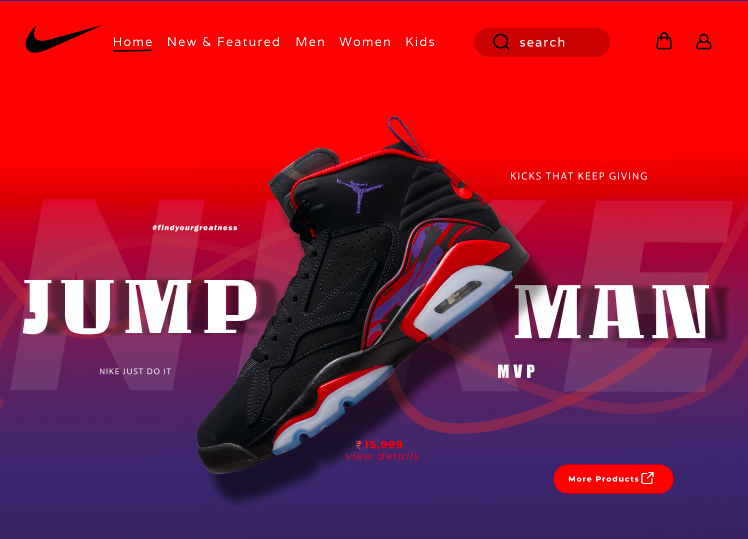 Home New & Featured Men Women Kids search
KICKS THAT KEEP GIVING
#findyourgreatness
NIKE
JUMP MAN
NIKE JUST DO IT
MVP
₹15,999
view details
More Products